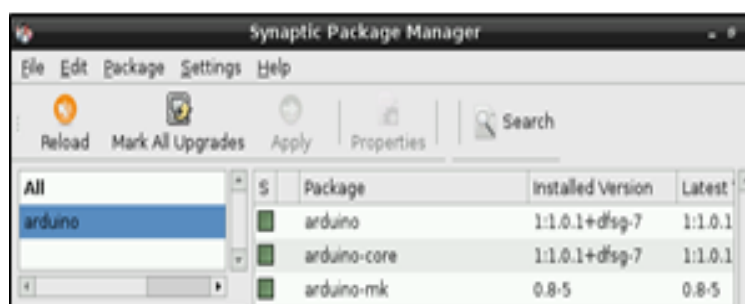 Synaptic Package Manager
File Edit Package Settings Help
Reload Mark All Upgrades Apply Properties Search
All
arduino
S Package Installed Version Latest
arduino 1:1.0.1+dfsg-7 1:1.0.1
arduino-core 1:1.0.1+dfsg-7 1:1.0.1
arduino-mk 0.8-5 0.8-5